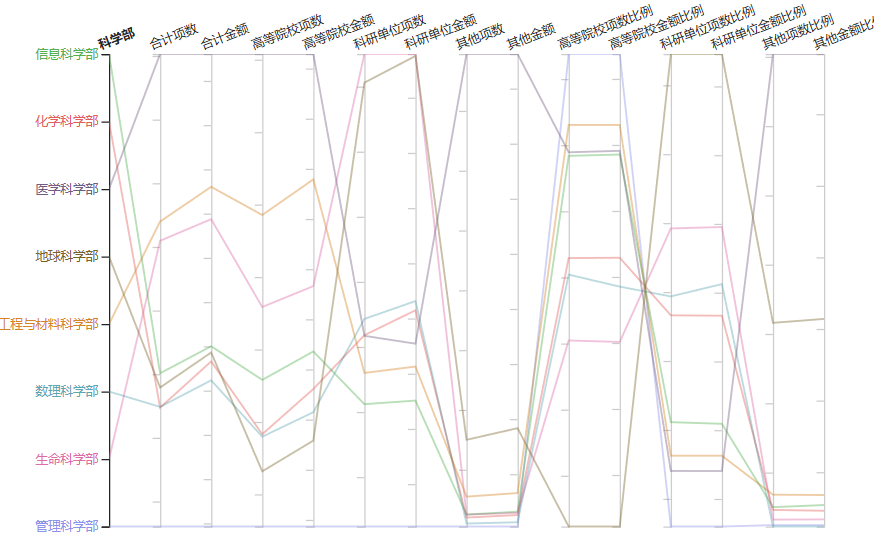 科学部
合计项数
合计金额
高等院校项数
高等院校金额
科研单位项数
科研单位金额
其他项数
其他金额
高等院校项数比例
高等院校金额比例
科研单位项数比例
科研单位金额比例
其他项数比例
其他金额比
信息科学部
化学科学部
医学科学部
地球科学部
工程与材料科学部
数理科学部
生命科学部
管理科学部